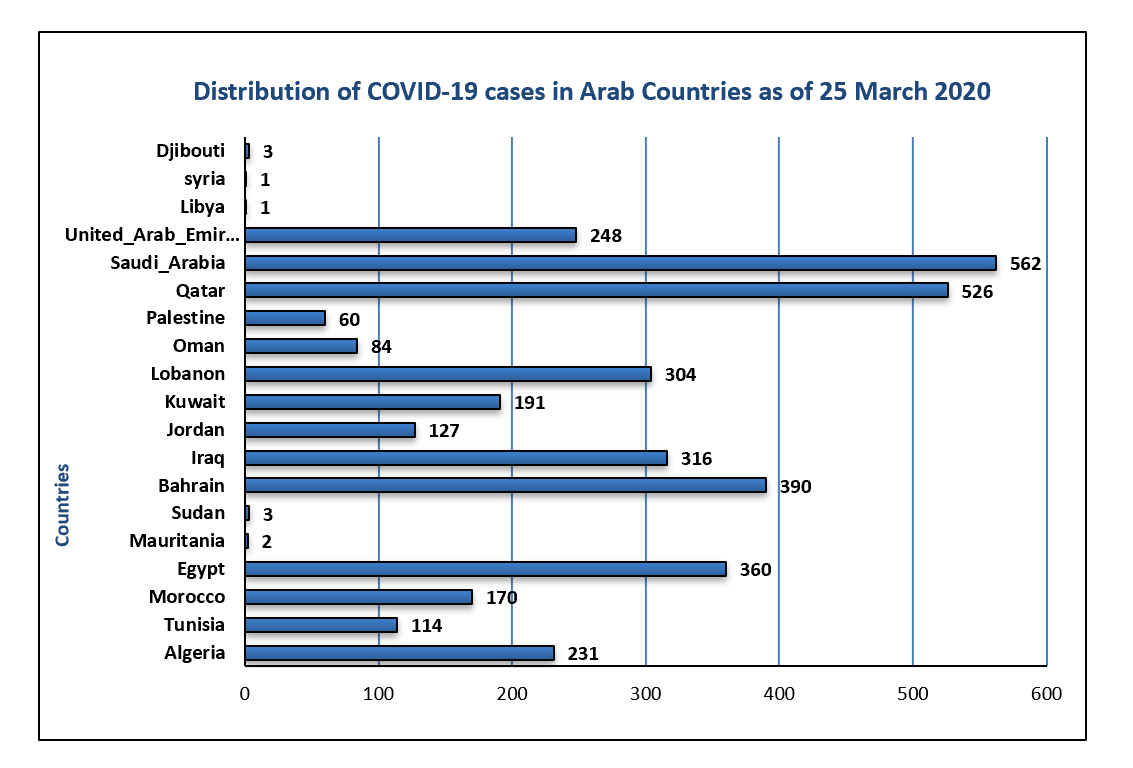 Distribution of COVID-19 cases in Arab Countries as of 25 March 2020
Djibouti 3
syria 1
Libya 1
United_Arab_Emir... 248
Saudi_Arabia 562
Qatar 526
Palestine 60
Oman 84
Lobanon 304
Kuwait 191
Jordan 127
Iraq 316
Bahrain 390
Sudan 3
Mauritania 2
Egypt 360
Morocco 170
Tunisia 114
Algeria 231
Countries
0 100 200 300 400 500 600